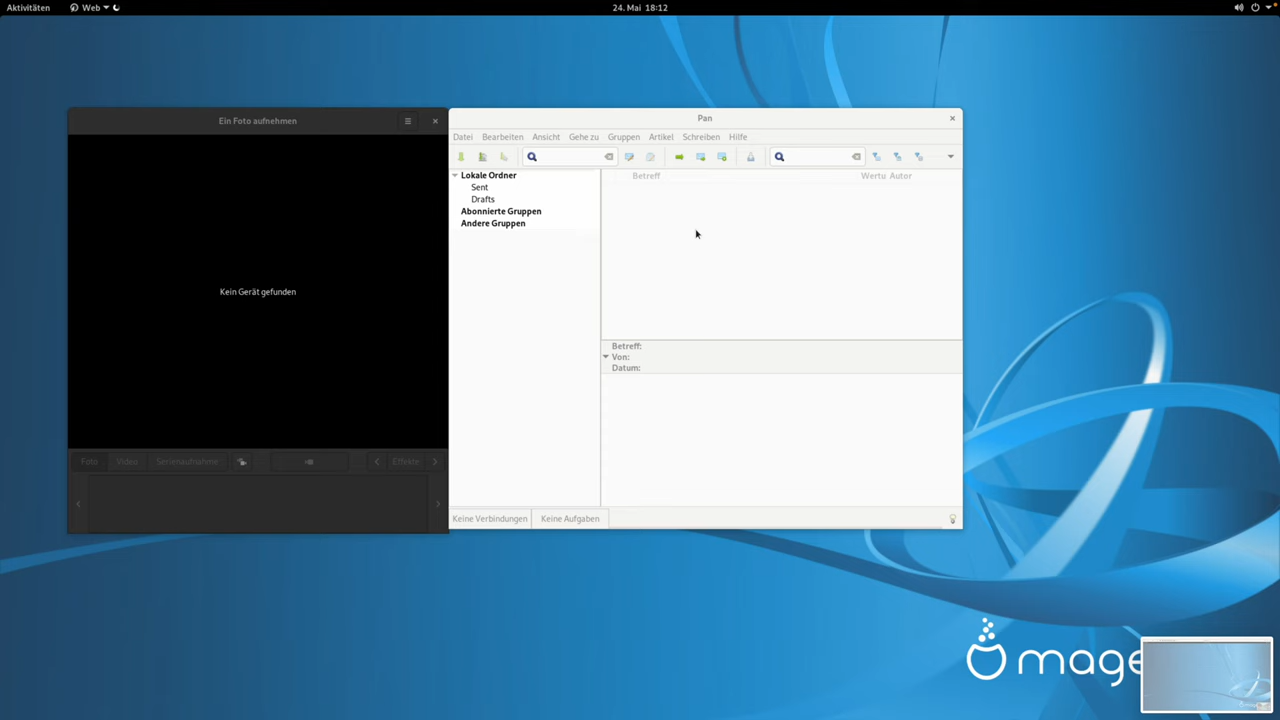 Aktivitäten Web 24. Mai 18:12
Ein Foto aufnehmen
Kein Gerät gefunden
Foto Video Serienaufnahme Effekte
Pan
Datei Bearbeiten Ansicht Gehe zu Gruppen Artikel Schreiben Hilfe
Lokale Ordner
Sent
Drafts
Abonnierte Gruppen
Andere Gruppen
Betreff Wertu Autor
Betreff:
Von:
Datum:
Keine Verbindungen Keine Aufgaben
mage